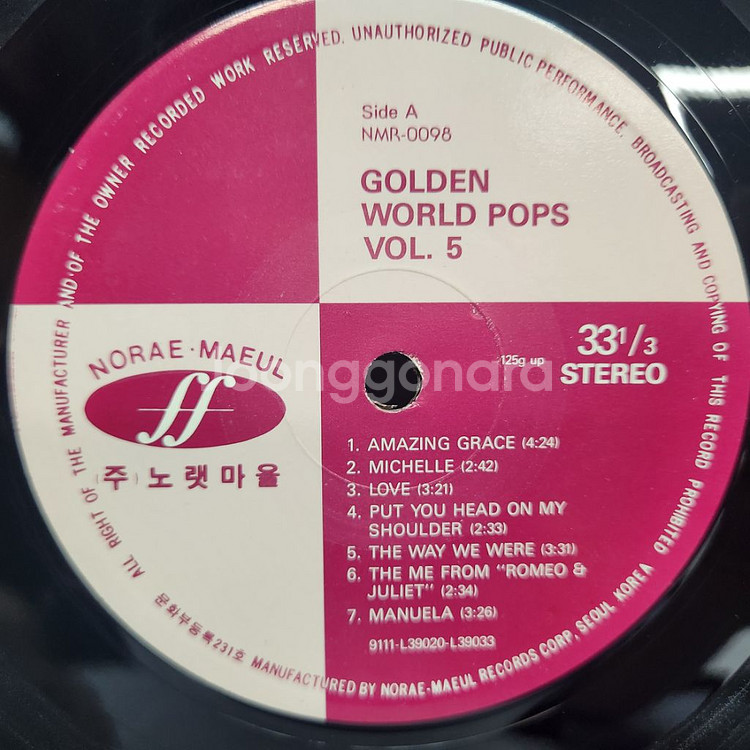 Side A
NMR-0098
GOLDEN
WORLD POPS
VOL. 5
NORAE·MAEUL
ff
(주) 노랫마을
125g up
33 1/3
STEREO
1. AMAZING GRACE (4:24)
2. MICHELLE (2:42)
3. LOVE (3:21)
4. PUT YOU HEAD ON MY
SHOULDER (2:33)
5. THE WAY WE WERE (3:31)
6. THE ME FROM "ROMEO &
JULIET" (2:34)
7. MANUELA (3:26)
9111-L39020-L39033
ALL RIGHT OF THE MANUFACTURER AND·OF THE OWNER RECORDED WORK RESERVED. UNAUTHORIZED PUBLIC PERFORMANCE, BROADCASTING AND COPYING OF THIS RECORD PROHIBITED
문화부등록231호 MANUFACTURED BY NORAE-MAEUL RECORDS CORP, SEOUL KOREA
joonggonara